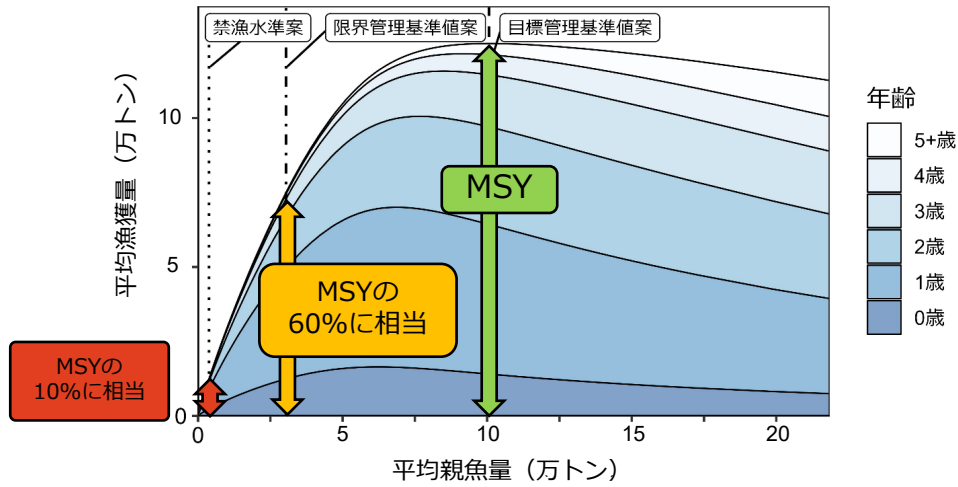 禁漁水準案
限界管理基準値案
目標管理基準値案
平均漁獲量（万トン）
10
5
0
MSY
MSYの
60%に相当
MSYの
10%に相当
0
5
10
15
20
平均親魚量（万トン）
年齢
5+歳
4歳
3歳
2歳
1歳
0歳